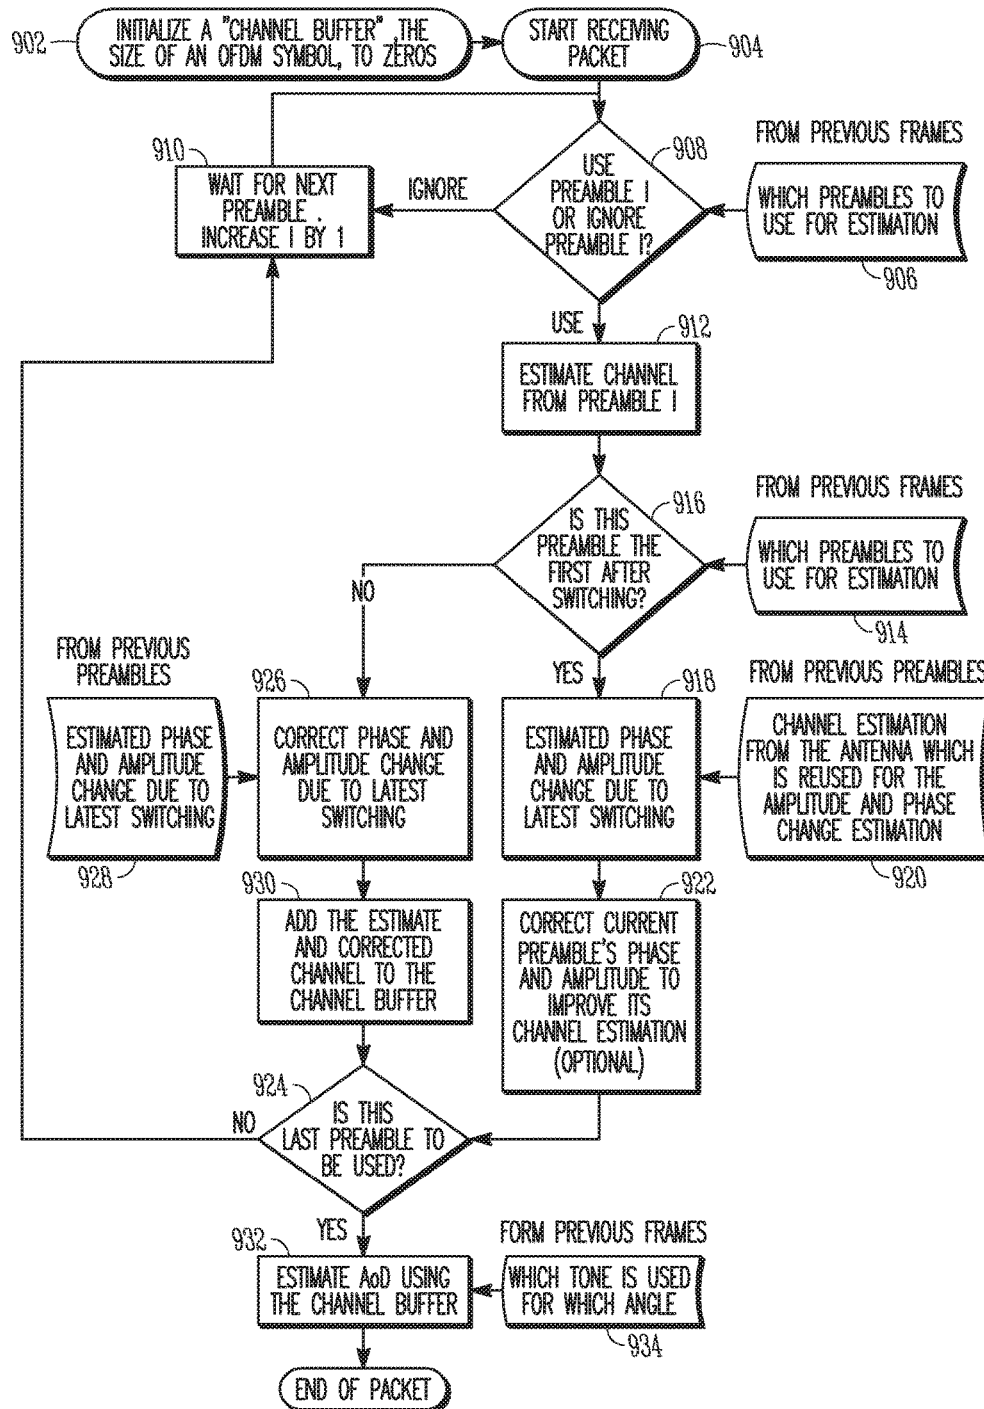 902
INITIALIZE A "CHANNEL BUFFER" ,THE
SIZE OF AN OFDM SYMBOL, TO ZEROS
START RECEIVING
PACKET
904
910
WAIT FOR NEXT
PREAMBLE .
INCREASE I BY 1
IGNORE
USE
PREAMBLE I
OR IGNORE
PREAMBLE I?
908
FROM PREVIOUS FRAMES
WHICH PREAMBLES TO
USE FOR ESTIMATION
906
USE
912
ESTIMATE CHANNEL
FROM PREAMBLE I
IS THIS
PREAMBLE THE
FIRST AFTER
SWITCHING?
916
FROM PREVIOUS FRAMES
WHICH PREAMBLES TO
USE FOR ESTIMATION
914
NO
YES
FROM PREVIOUS
PREAMBLES
ESTIMATED PHASE
AND AMPLITUDE
CHANGE DUE TO
LATEST SWITCHING
928
926
CORRECT PHASE AND
AMPLITUDE CHANGE
DUE TO LATEST
SWITCHING
918
ESTIMATED PHASE
AND AMPLITUDE
CHANGE DUE TO
LATEST SWITCHING
FROM PREVIOUS PREAMBLES
CHANNEL ESTIMATION
FROM THE ANTENNA WHICH
IS REUSED FOR THE
AMPLITUDE AND PHASE
CHANGE ESTIMATION
920
930
ADD THE ESTIMATE
AND CORRECTED
CHANNEL TO THE
CHANNEL BUFFER
922
CORRECT CURRENT
PREAMBLE'S PHASE
AND AMPLITUDE TO
IMPROVE ITS
CHANNEL ESTIMATION
(OPTIONAL)
924
IS THIS
LAST PREAMBLE TO
BE USED?
NO
YES
932
ESTIMATE AoD USING
THE CHANNEL BUFFER
FORM PREVIOUS FRAMES
WHICH TONE IS USED
FOR WHICH ANGLE
934
END OF PACKET